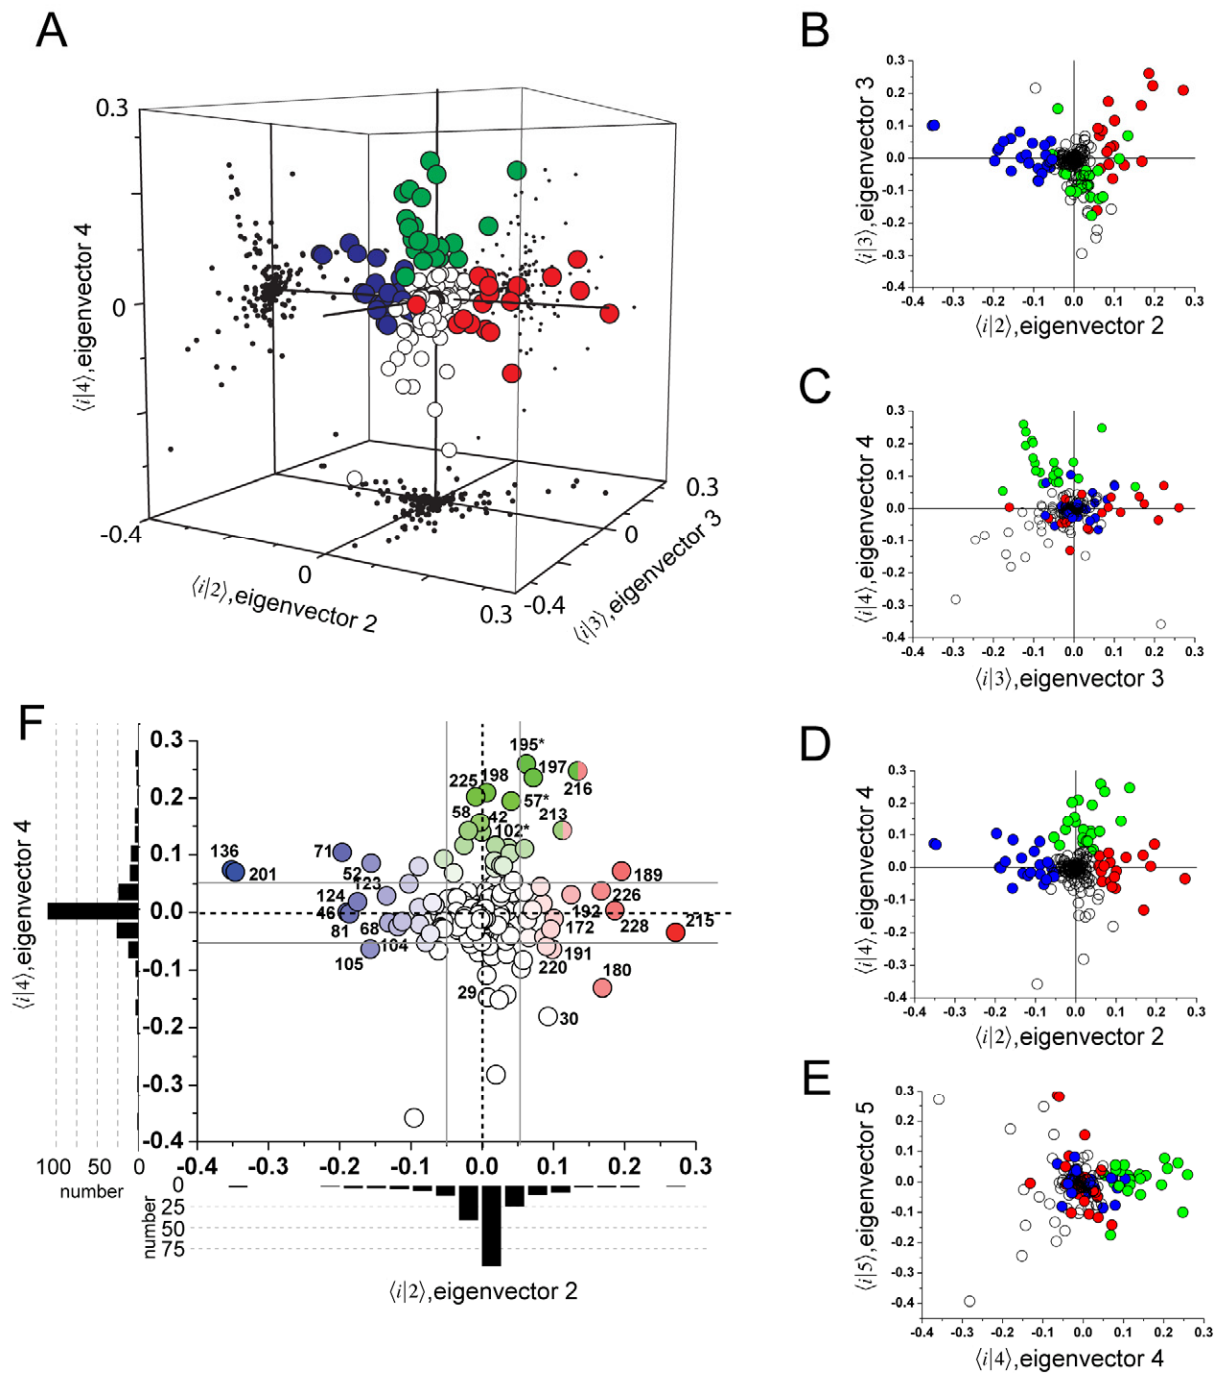 A
0.3
0
-0.4
⟨i|4⟩,eigenvector 4
⟨i|2⟩,eigenvector 2
0
0.3
-0.4
0
0.3
⟨i|3⟩,eigenvector 3
B
0.3
0.2
0.1
0.0
-0.1
-0.2
-0.3
-0.4
-0.4 -0.3 -0.2 -0.1 0.0 0.1 0.2 0.3
⟨i|3⟩,eigenvector 3
⟨i|2⟩,eigenvector 2
C
0.3
0.2
0.1
0.0
-0.1
-0.2
-0.3
-0.4
-0.4 -0.3 -0.2 -0.1 0.0 0.1 0.2 0.3
⟨i|4⟩,eigenvector 4
⟨i|3⟩,eigenvector 3
D
0.3
0.2
0.1
0.0
-0.1
-0.2
-0.3
-0.4
-0.4 -0.3 -0.2 -0.1 0.0 0.1 0.2 0.3
⟨i|4⟩,eigenvector 4
⟨i|2⟩,eigenvector 2
E
0.3
0.2
0.1
0.0
-0.1
-0.2
-0.3
-0.4
-0.4 -0.3 -0.2 -0.1 0.0 0.1 0.2 0.3
⟨i|5⟩,eigenvector 5
⟨i|4⟩,eigenvector 4
F
⟨i|4⟩,eigenvector 4
0.3
0.2
0.1
0.0
-0.1
-0.2
-0.3
-0.4
195*
225 198 197
216
58 42 57* 213
102*
136 201
71
52
123
124
46
81 68
104
105
189
226
192
228
215
172
191
220
180
29
30
-0.4 -0.3 -0.2 -0.1 0.0 0.1 0.2 0.3
100 50 0
number
0
25
50
75
number
⟨i|2⟩,eigenvector 2